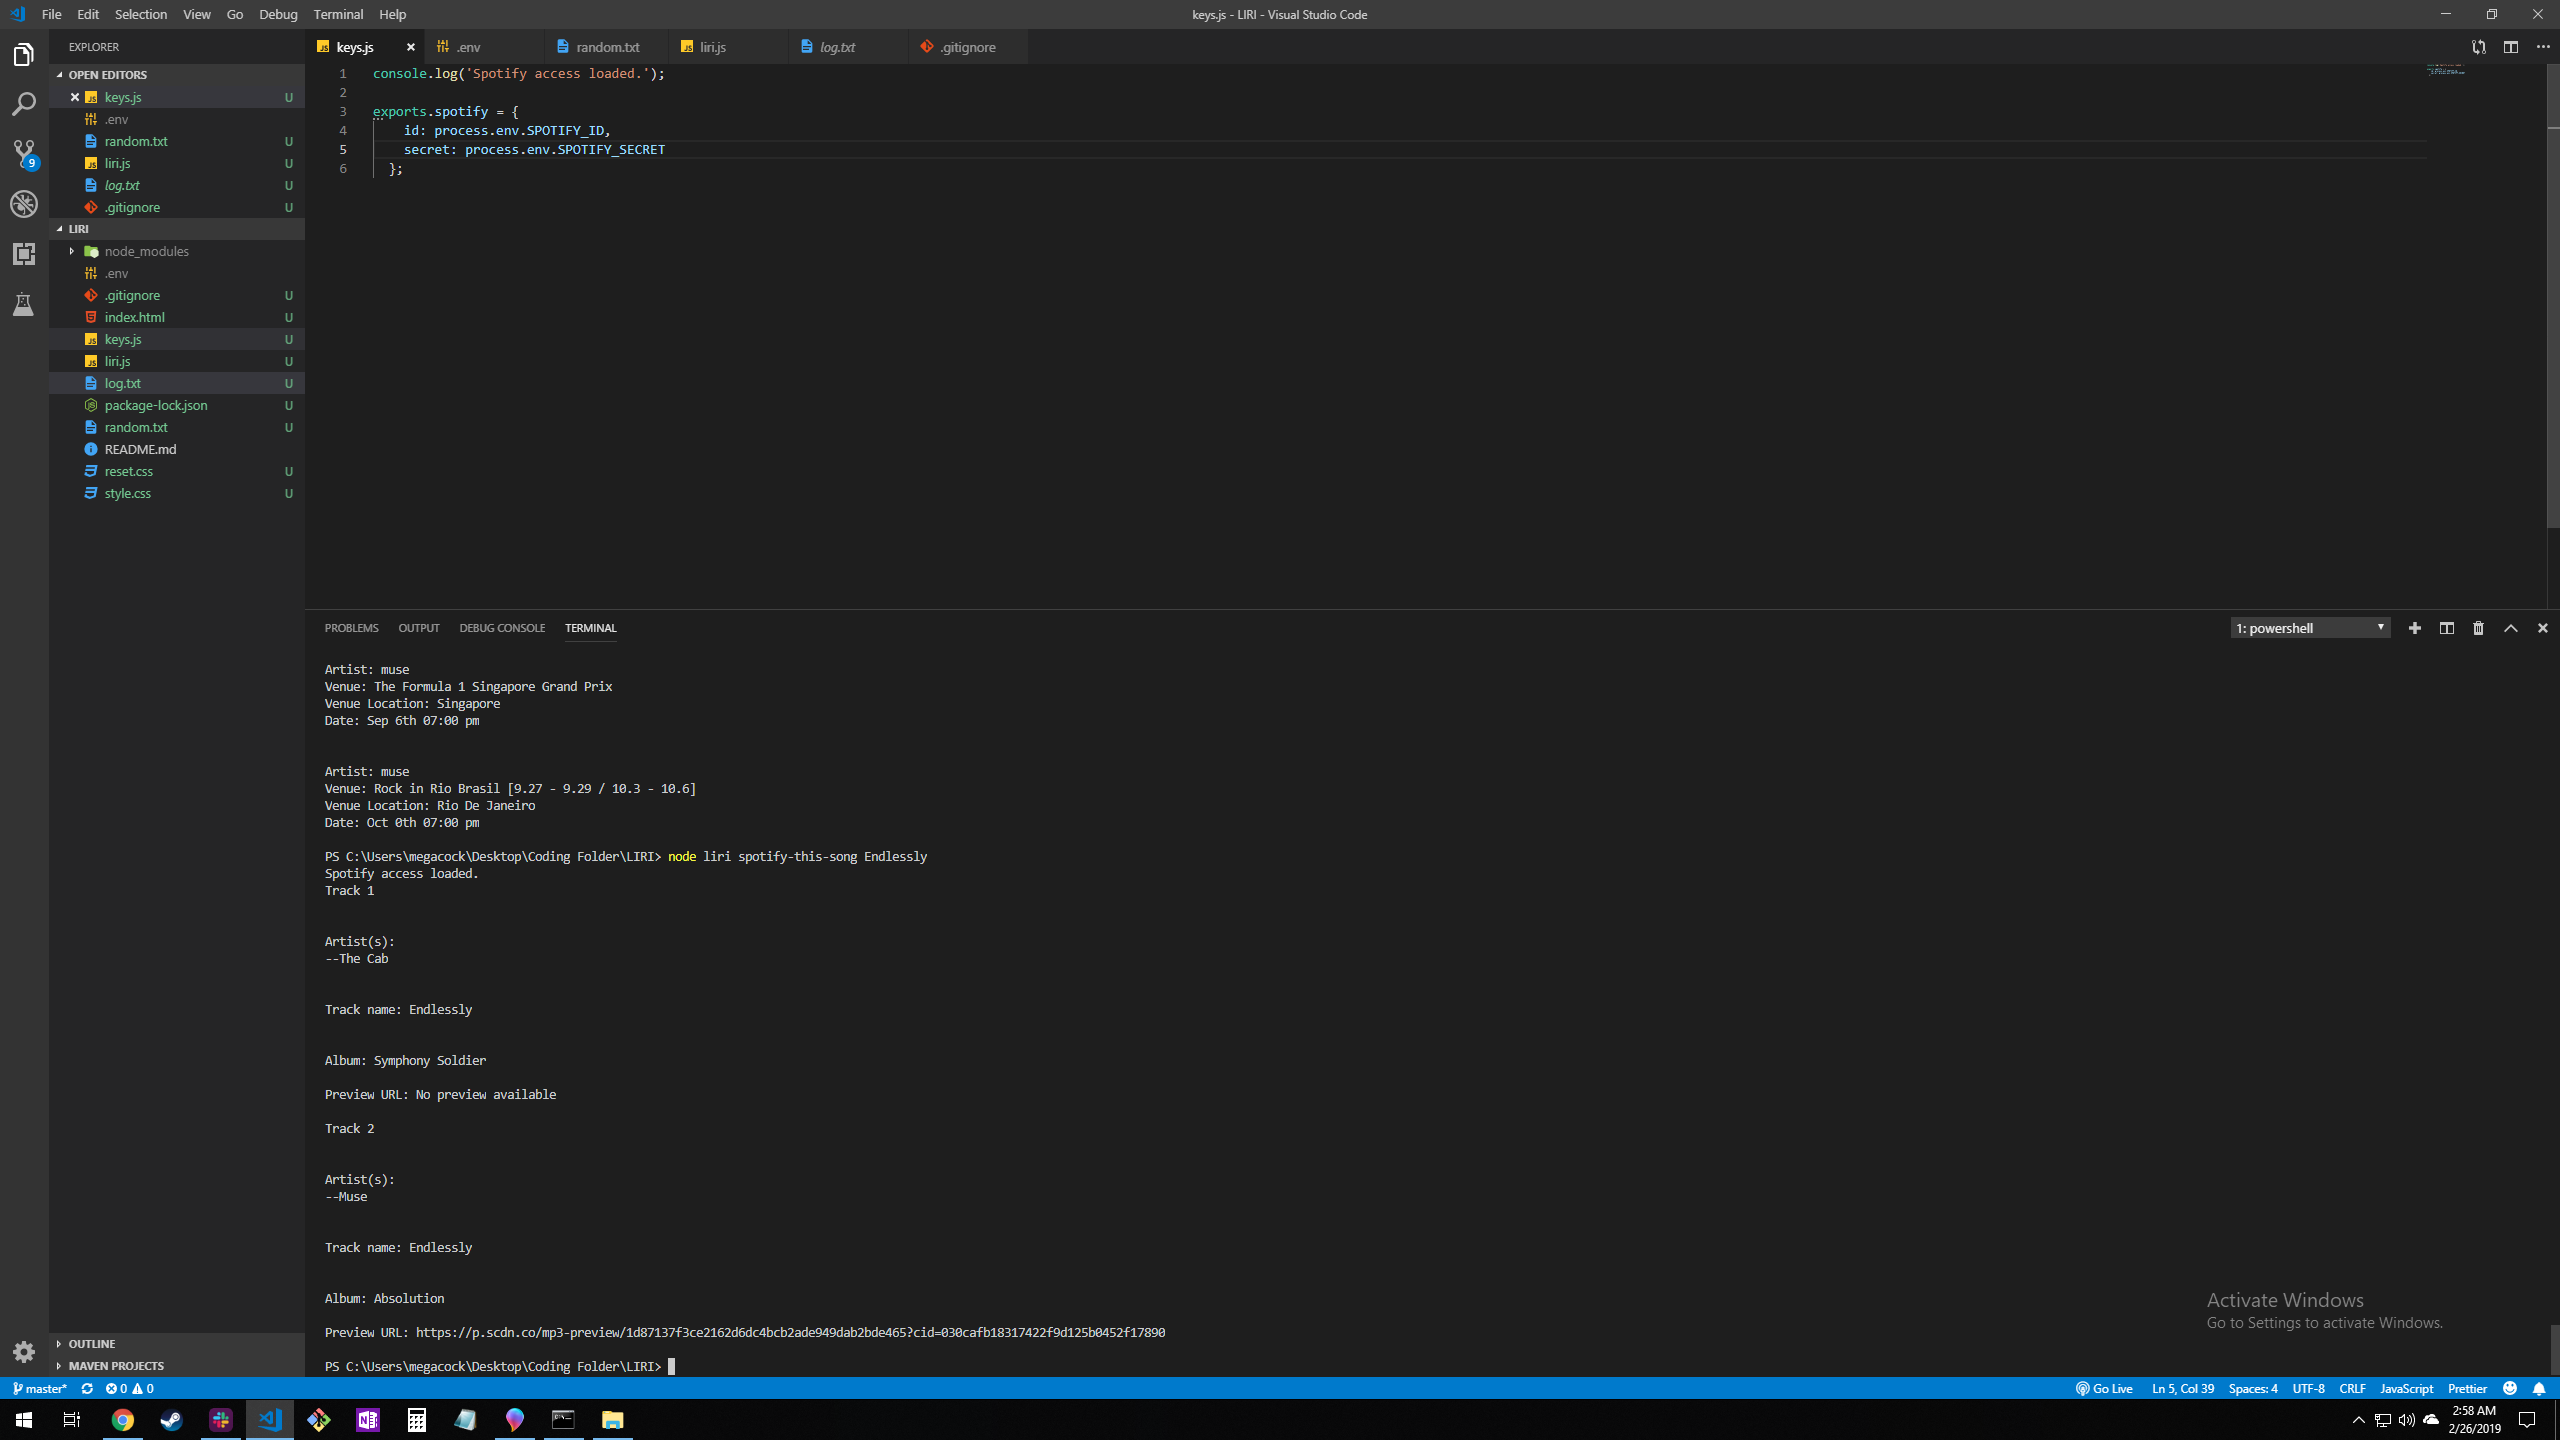 File Edit Selection View Go Debug Terminal Help
keys.js - LIRI - Visual Studio Code
EXPLORER
OPEN EDITORS
keys.js U
.env
random.txt U
liri.js U
log.txt U
.gitignore U
LIRI
node_modules
.env
.gitignore U
index.html U
keys.js U
liri.js U
log.txt U
package-lock.json U
random.txt U
README.md
reset.css U
style.css U
OUTLINE
MAVEN PROJECTS
9
keys.js .env random.txt liri.js log.txt .gitignore
1 console.log('Spotify access loaded.');
2
3 exports.spotify = {
4 id: process.env.SPOTIFY_ID,
5 secret: process.env.SPOTIFY_SECRET
6 };
PROBLEMS OUTPUT DEBUG CONSOLE TERMINAL
1: powershell
Artist: muse
Venue: The Formula 1 Singapore Grand Prix
Venue Location: Singapore
Date: Sep 6th 07:00 pm
Artist: muse
Venue: Rock in Rio Brasil [9.27 - 9.29 / 10.3 - 10.6]
Venue Location: Rio De Janeiro
Date: Oct 0th 07:00 pm
PS C:\Users\megacock\Desktop\Coding Folder\LIRI> node liri spotify-this-song Endlessly
Spotify access loaded.
Track 1
Artist(s):
--The Cab
Track name: Endlessly
Album: Symphony Soldier
Preview URL: No preview available
Track 2
Artist(s):
--Muse
Track name: Endlessly
Album: Absolution
Preview URL: https://p.scdn.co/mp3-preview/1d87137f3ce2162d6dc4bcb2ade949dab2bde465?cid=030cafb18317422f9d125b0452f17890
PS C:\Users\megacock\Desktop\Coding Folder\LIRI>
Activate Windows
Go to Settings to activate Windows.
master* 0 0
Go Live Ln 5, Col 39 Spaces: 4 UTF-8 CRLF JavaScript Prettier
2:58 AM
2/26/2019